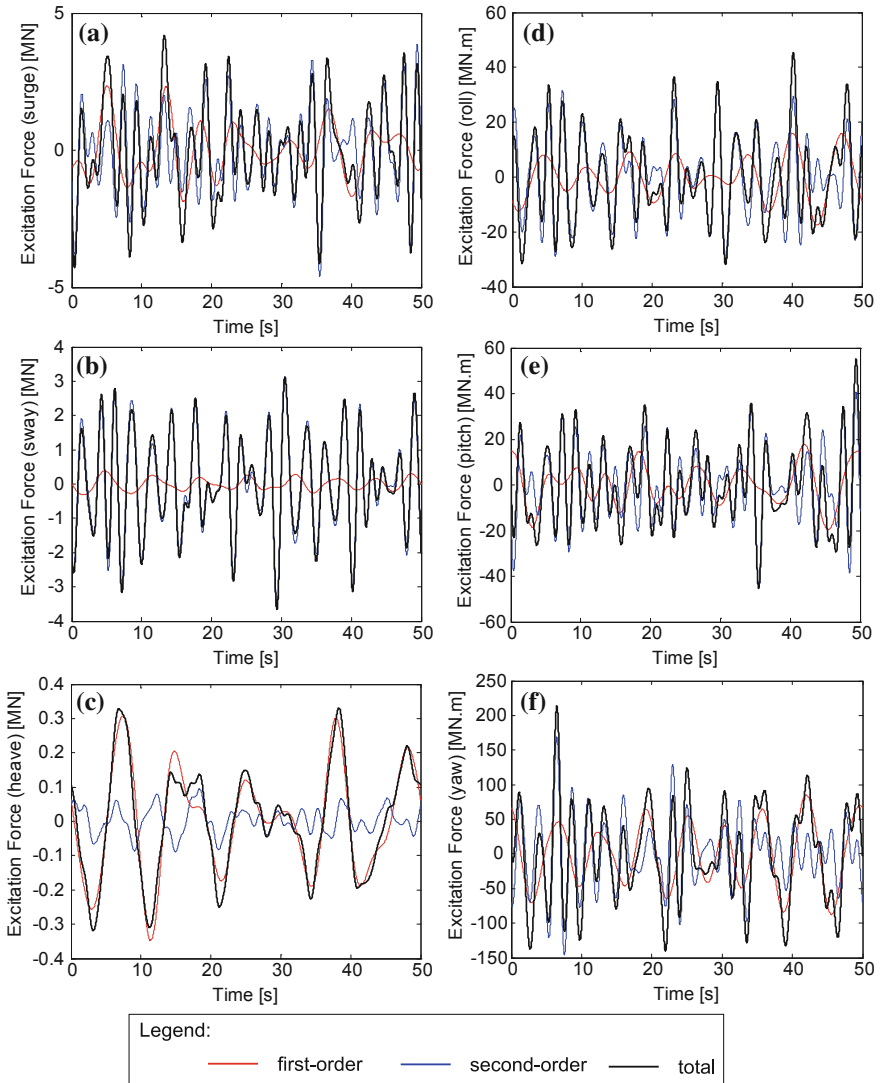 (a)
Excitation Force (surge) [MN]
5
0
-5
0 10 20 30 40 50
Time [s]
(d)
Excitation Force (roll) [MN.m]
60
40
20
0
-20
-40
0 10 20 30 40 50
Time [s]
(b)
Excitation Force (sway) [MN]
4
3
2
1
0
-1
-2
-3
-4
0 10 20 30 40 50
Time [s]
(e)
Excitation Force (pitch) [MN.m]
60
40
20
0
-20
-40
-60
0 10 20 30 40 50
Time [s]
(c)
Excitation Force (heave) [MN]
0.4
0.3
0.2
0.1
0
-0.1
-0.2
-0.3
-0.4
0 10 20 30 40 50
Time [s]
(f)
Excitation Force (yaw) [MN.m]
250
200
150
100
50
0
-50
-100
-150
0 10 20 30 40 50
Time [s]
Legend:
first-order second-order total